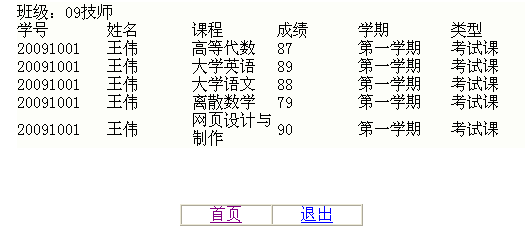 班级：09技师
学号 姓名 课程 成绩 学期 类型
20091001 王伟 高等代数 87 第一学期 考试课
20091001 王伟 大学英语 89 第一学期 考试课
20091001 王伟 大学语文 88 第一学期 考试课
20091001 王伟 离散数学 79 第一学期 考试课
20091001 王伟 网页设计与 90 第一学期 考试课
制作
首页 退出